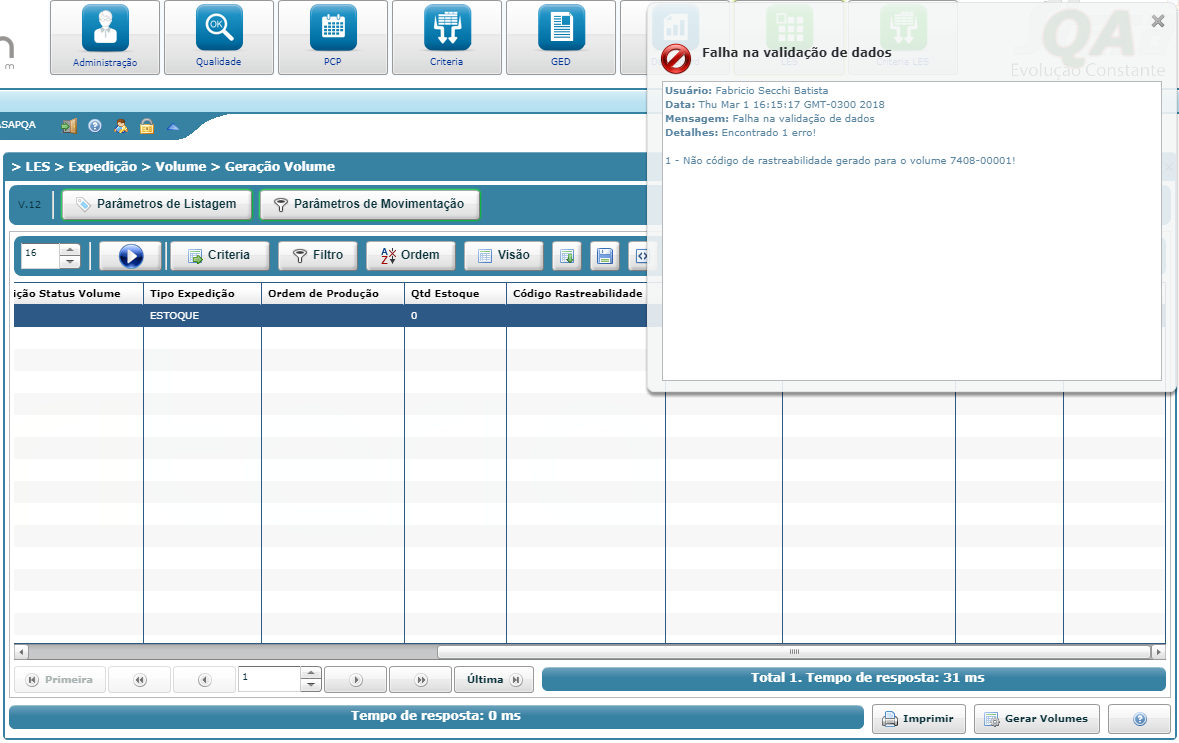 Administração
Qualidade
PCP
Criteria
GED
LES
Criteria LES
QA
Evolução Constante
Falha na validação de dados
Usuário: Fabricio Secchi Batista
Data: Thu Mar 1 16:15:17 GMT-0300 2018
Mensagem: Falha na validação de dados
Detalhes: Encontrado 1 erro!
1 - Não código de rastreabilidade gerado para o volume 7408-00001!
SAPQA
> LES > Expedição > Volume > Geração Volume
V.12
Parâmetros de Listagem
Parâmetros de Movimentação
16
Criteria
Filtro
Ordem
Visão
ição Status Volume
Tipo Expedição
Ordem de Produção
Qtd Estoque
Código Rastreabilidade
ESTOQUE
0
Primeira
1
Última
Total 1. Tempo de resposta: 31 ms
Tempo de resposta: 0 ms
Imprimir
Gerar Volumes